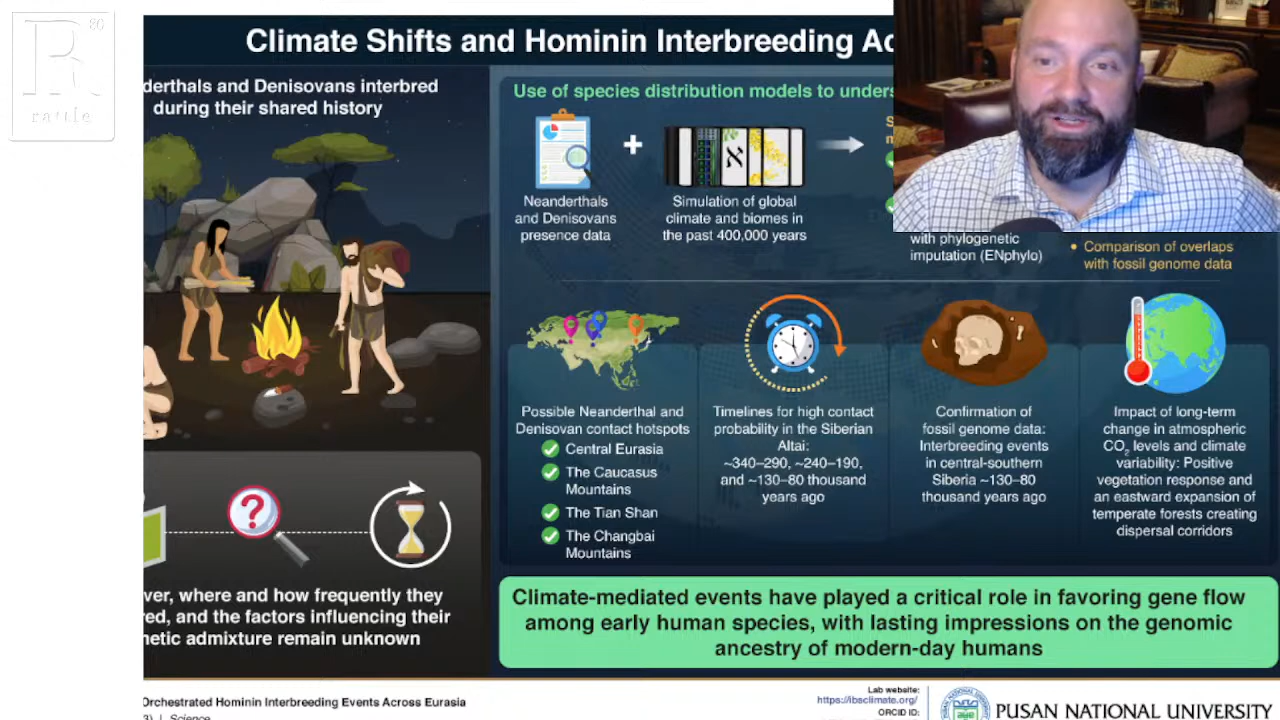 80
R
rattle
Climate Shifts and Hominin Interbreeding
derthals and Denisovans interbred
during their shared history
ver, where and how frequently they
red, and the factors influencing their
netic admixture remain unknown
Use of species distribution models to
Neanderthals
and Denisovans
presence data
+
Simulation of global
climate and biomes in
the past 400,000 years
with phylogenetic
imputation (ENphylo)
• Comparison of overlaps
with fossil genome data
Possible Neanderthal and
Denisovan contact hotspots
Central Eurasia
The Caucasus
Mountains
The Tian Shan
The Changbai
Mountains
Timelines for high contact
probability in the Siberian
Altai:
~340–290, ~240–190,
and ~130–80 thousand
years ago
Confirmation of
fossil genome data:
Interbreeding events
in central-southern
Siberia ~130–80
thousand years ago
Impact of long-term
change in atmospheric
CO₂ levels and climate
variability: Positive
vegetation response and
an eastward expansion of
temperate forests creating
dispersal corridors
Climate-mediated events have played a critical role in favoring gene flow
among early human species, with lasting impressions on the genomic
ancestry of modern-day humans
Orchestrated Hominin Interbreeding Events Across Eurasia
3) | Science
Lab website:
https://ibsclimate.org/
ORCID ID:
PUSAN NATIONAL UNIVERSITY